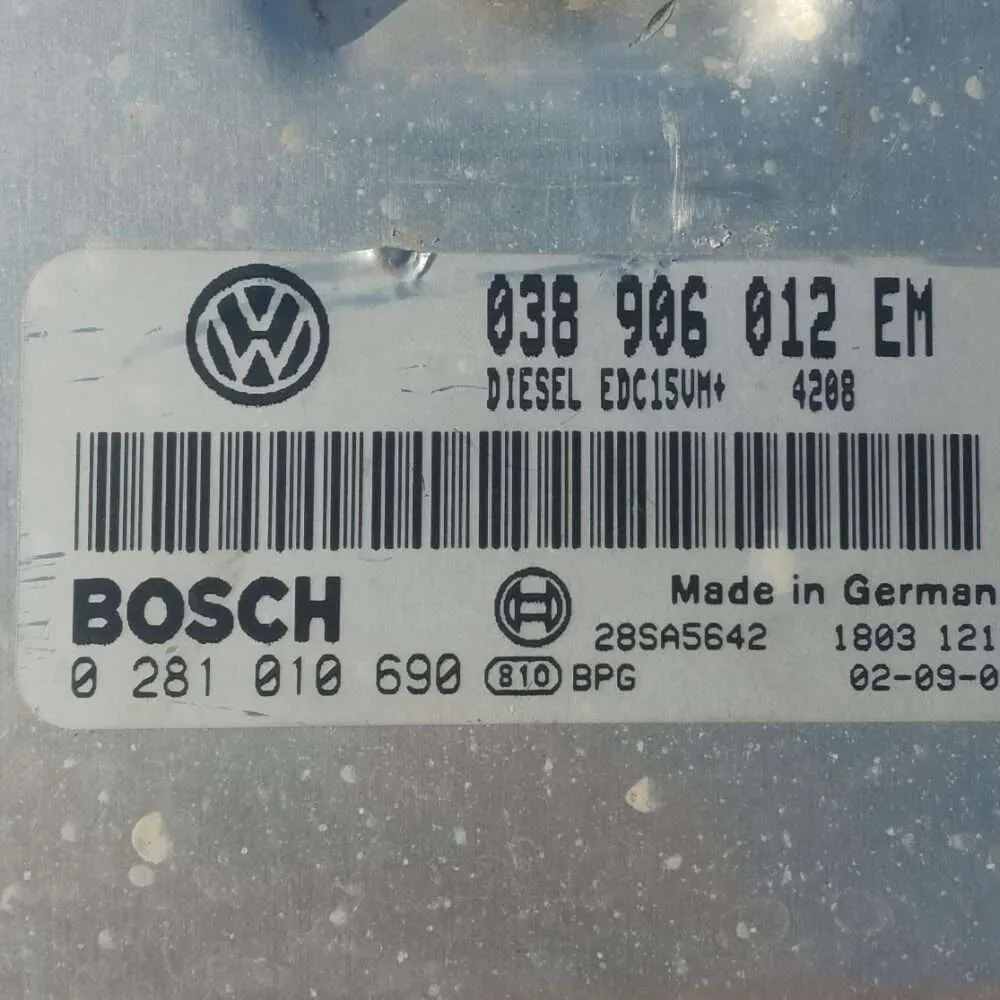 038 906 012 EM
DIESEL EDC15VM+ 4208
BOSCH
Made in German
28SA5642 1803 121
0 281 010 690 810 BPG 02-09-0